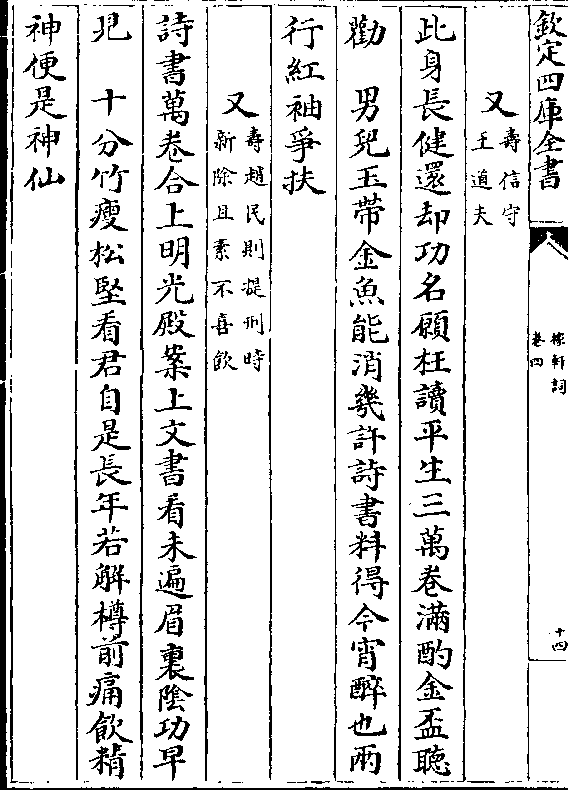 欽定四庫全書
稼軒詞
卷四
十四
又
壽信守
王道夫
此身長健還却功名願枉讀平生三萬卷滿酌金盃聽
勸　男兒玉帶金魚能消幾許詩書料得今宵醉也兩
行紅袖爭扶
又
壽趙民則提刑時
新除且素不喜飲
詩書萬卷合上明光殿案上文書看未遍眉裏陰功早
見　十分竹瘦松堅看君自是長年若解樽前痛飲精
神便是神仙